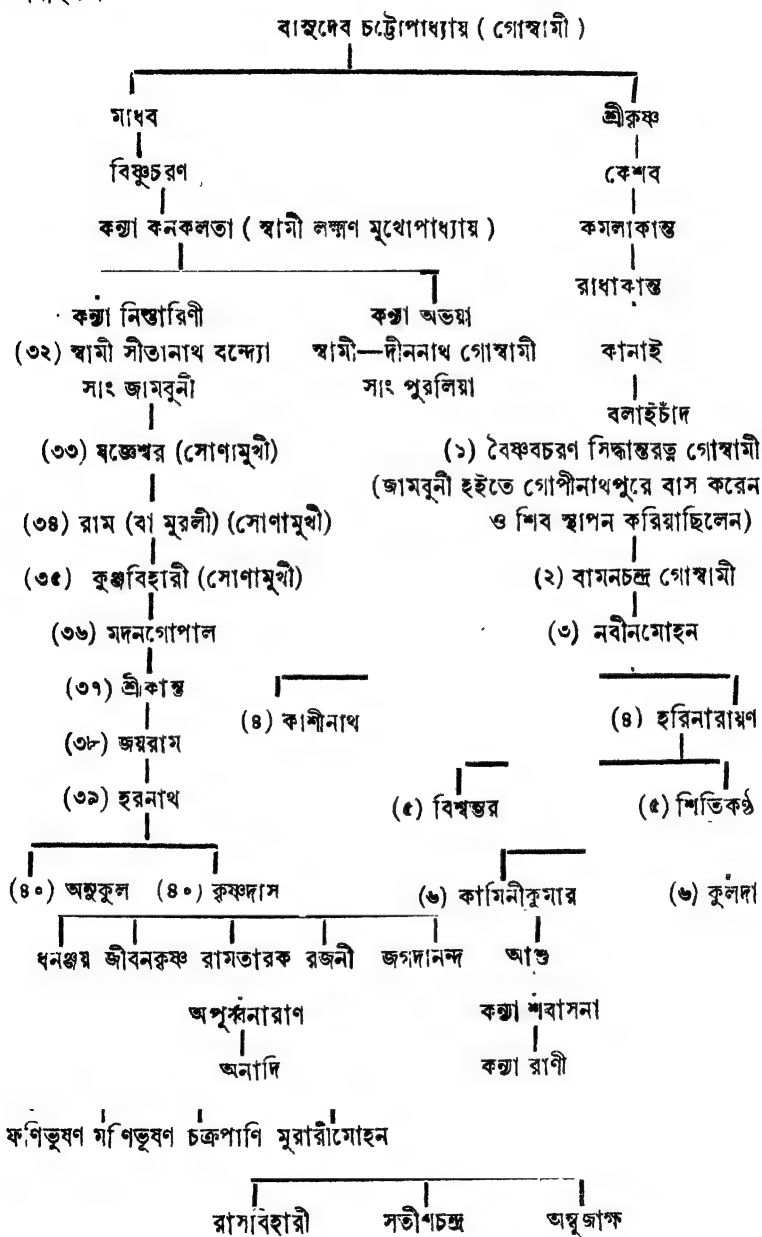 বাসুদেব চট্টোপাধ্যায় ( গোস্বামী )
মাধব শ্রীকৃষ্ণ
বিষ্ণুচরণ কেশব
কন্যা কনকলতা ( স্বামী লক্ষ্মণ মুখোপাধ্যায় ) কমলাকান্ত
রাধাকান্ত
কন্যা নিস্তারিণী কন্যা অভয়া
(৩২) স্বামী সীতানাথ বন্দ্যো স্বামী—দীননাথ গোস্বামী কানাই
সাং জামবুনী সাং পুরলিয়া
বলাইচাঁদ
(৩৩) যজ্ঞেশ্বর (সোণামুখী) (১) বৈষ্ণবচরণ সিদ্ধান্তরত্ন গোস্বামী
(জামবুনী হইতে গোপীনাথপুরে বাস করেন
(৩৪) রাম (বা মুরলী) (সোণামুখী) ও শিব স্থাপন করিয়াছিলেন)
(৩৫) কুঞ্জবিহারী (সোণামুখী) (২) বামনচন্দ্র গোস্বামী
(৩৬) মদনগোপাল (৩) নবীনমোহন
(৩৭) শ্রীকান্ত
(৪) কাশীনাথ (৪) হরিনারায়ণ
(৩৮) জয়রাম
(৩৯) হরনাথ (৫) বিশ্বম্ভর (৫) শিতিকণ্ঠ
(৪০) অনুকুল (৪০) কৃষ্ণদাস (৬) কামিনীকুমার (৬) কুলদা
ধনঞ্জয় জীবনকৃষ্ণ রামতারক রজনী জগদানন্দ আশু
অপূর্ব্বনারাণ কন্যা শবাসনা
অনাদি কন্যা রাণী
ফণিভূষণ মণিভূষণ চক্রপাণি মুরারীমোহন
রাসবিহারী সতীশচন্দ্র অম্বুজাক্ষ